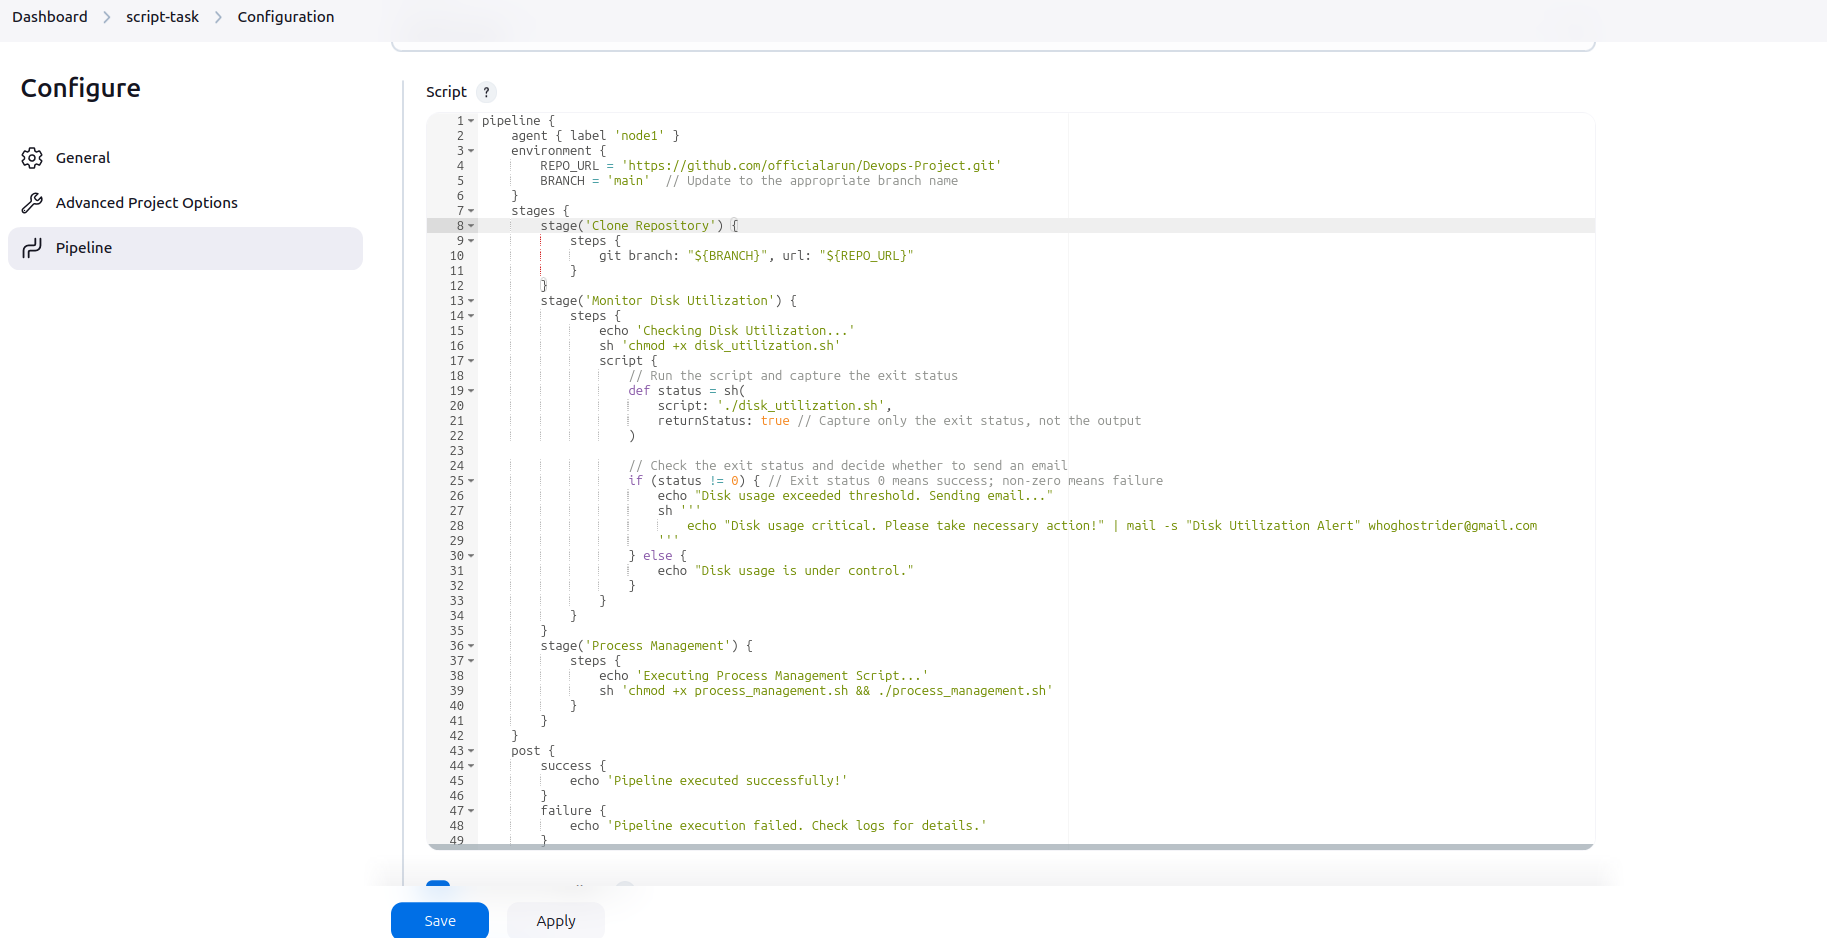 Dashboard > script-task > Configuration
Configure
General
Advanced Project Options
Pipeline
Script ?
1 pipeline {
2     agent { label 'node1' }
3     environment {
4         REPO_URL = 'https://github.com/officialarun/Devops-Project.git'
5         BRANCH = 'main'  // Update to the appropriate branch name
6     }
7     stages {
8         stage('Clone Repository') {
9             steps {
10                 git branch: "${BRANCH}", url: "${REPO_URL}"
11             }
12         }
13         stage('Monitor Disk Utilization') {
14             steps {
15                 echo 'Checking Disk Utilization...'
16                 sh 'chmod +x disk_utilization.sh'
17                 script {
18                     // Run the script and capture the exit status
19                     def status = sh(
20                         script: './disk_utilization.sh',
21                         returnStatus: true // Capture only the exit status, not the output
22                     )
23
24                     // Check the exit status and decide whether to send an email
25                     if (status != 0) { // Exit status 0 means success; non-zero means failure
26                         echo "Disk usage exceeded threshold. Sending email..."
27                         sh '''
28                             echo "Disk usage critical. Please take necessary action!" | mail -s "Disk Utilization Alert" whoghostrider@gmail.com
29                         '''
30                     } else {
31                         echo "Disk usage is under control."
32                     }
33                 }
34             }
35         }
36         stage('Process Management') {
37             steps {
38                 echo 'Executing Process Management Script...'
39                 sh 'chmod +x process_management.sh && ./process_management.sh'
40             }
41         }
42     }
43     post {
44         success {
45             echo 'Pipeline executed successfully!'
46         }
47         failure {
48             echo 'Pipeline execution failed. Check logs for details.'
49         }
Save
Apply